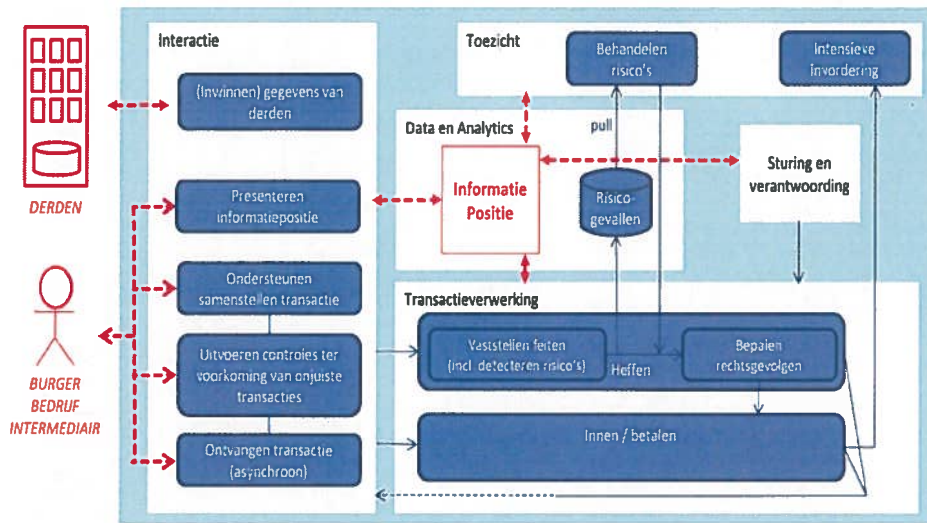 Interactie
(Inwinnen) gegevens van
derden
Presenteren
informatiepositie
Ondersteunen
samenstellen transactie
Uitvoeren controles ter
voorkoming van onjuiste
transacties
Ontvangen transactie
(asynchroon)
DERDEN
BURGER
BEDRIJF
INTERMEDIAIR
Toezicht
Behandelen
risico's
Intensieve
invordering
Data en Analytics
pull
Informatie
Positie
Risico-
gevallen
Sturing en
verantwoording
Transactieverwerking
Vaststellen feiten
(incl. detecteren risico's)
Heffen
Bepalen
rechtsgevolgen
Innen / betalen